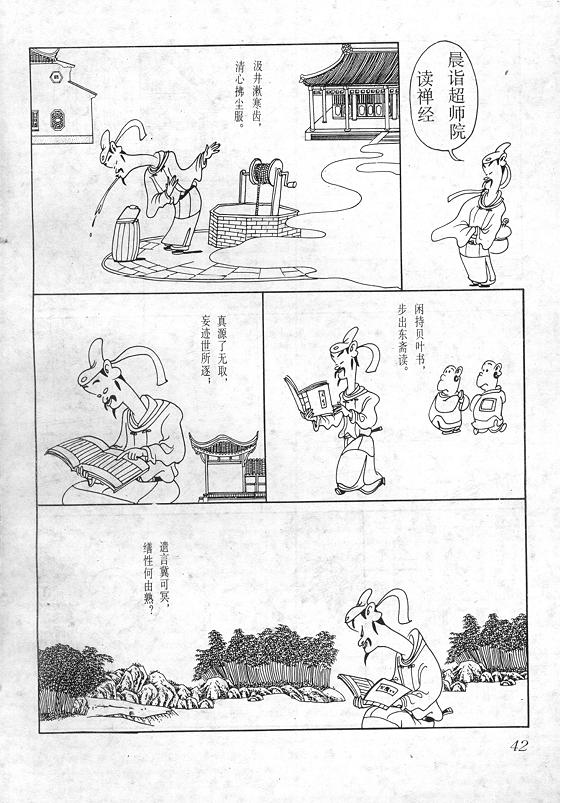 晨诣超师院
读禅经
汲井漱寒齿，
清心拂尘服。
闲持贝叶书，
步出东斋读。
真源了无取，
妄迹世所逐；
遗言冀可冥，
缮性何由熟？
42